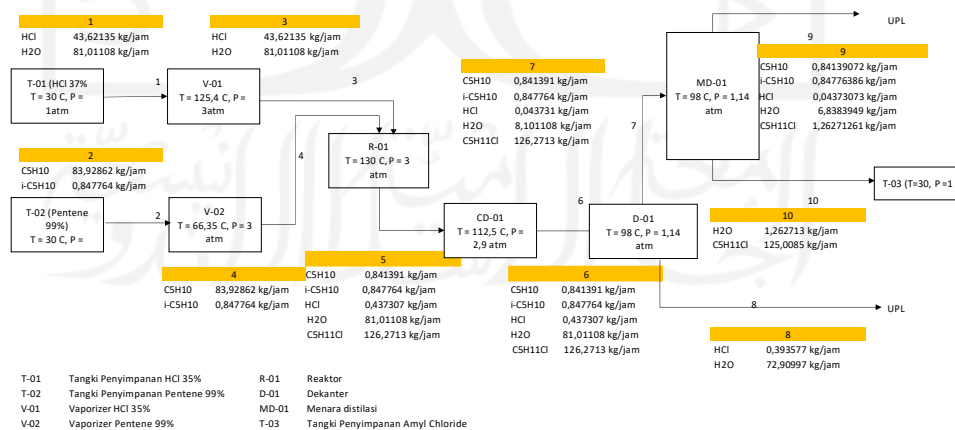 1
HCl 43,62135 kg/jam
H2O 81,01108 kg/jam
3
HCl 43,62135 kg/jam
H2O 81,01108 kg/jam
T-01 (HCl 37%
T = 30 C, P =
1atm
1
V-01
T = 125,4 C, P =
3atm
3
2
C5H10 83,92862 kg/jam
i-C5H10 0,847764 kg/jam
T-02 (Pentene
99%)
T = 30 C, P =
2
V-02
T = 66,35 C, P = 3
atm
4
4
C5H10 83,92862 kg/jam
i-C5H10 0,847764 kg/jam
R-01
T = 130 C, P = 3
atm
5
C5H10 0,841391 kg/jam
i-C5H10 0,847764 kg/jam
HCl 0,437307 kg/jam
H2O 81,01108 kg/jam
C5H11Cl 126,2713 kg/jam
CD-01
T = 112,5 C, P =
2,9 atm
6
6
C5H10 0,841391 kg/jam
i-C5H10 0,847764 kg/jam
HCl 0,437307 kg/jam
H2O 81,01108 kg/jam
C5H11Cl 126,2713 kg/jam
D-01
T = 98 C, P = 1,14
atm
7
C5H10 0,841391 kg/jam
i-C5H10 0,847764 kg/jam
HCl 0,043731 kg/jam
H2O 8,101108 kg/jam
C5H11Cl 126,2713 kg/jam
7
MD-01
T = 98 C, P = 1,14
atm
UPL
9
9
C5H10 0,84139072 kg/jam
i-C5H10 0,84776386 kg/jam
HCl 0,04373073 kg/jam
H2O 6,8383949 kg/jam
C5H11Cl 1,26271261 kg/jam
T-03 (T=30, P =1
10
10
H2O 1,262713 kg/jam
C5H11Cl 125,0085 kg/jam
8
UPL
8
HCl 0,393577 kg/jam
H2O 72,90997 kg/jam
T-01 Tangki Penyimpanan HCl 35%
T-02 Tangki Penyimpanan Pentene 99%
V-01 Vaporizer HCl 35%
V-02 Vaporizer Pentene 99%
R-01 Reaktor
D-01 Dekanter
MD-01 Menara distilasi
T-03 Tangki Penyimpanan Amyl Chloride